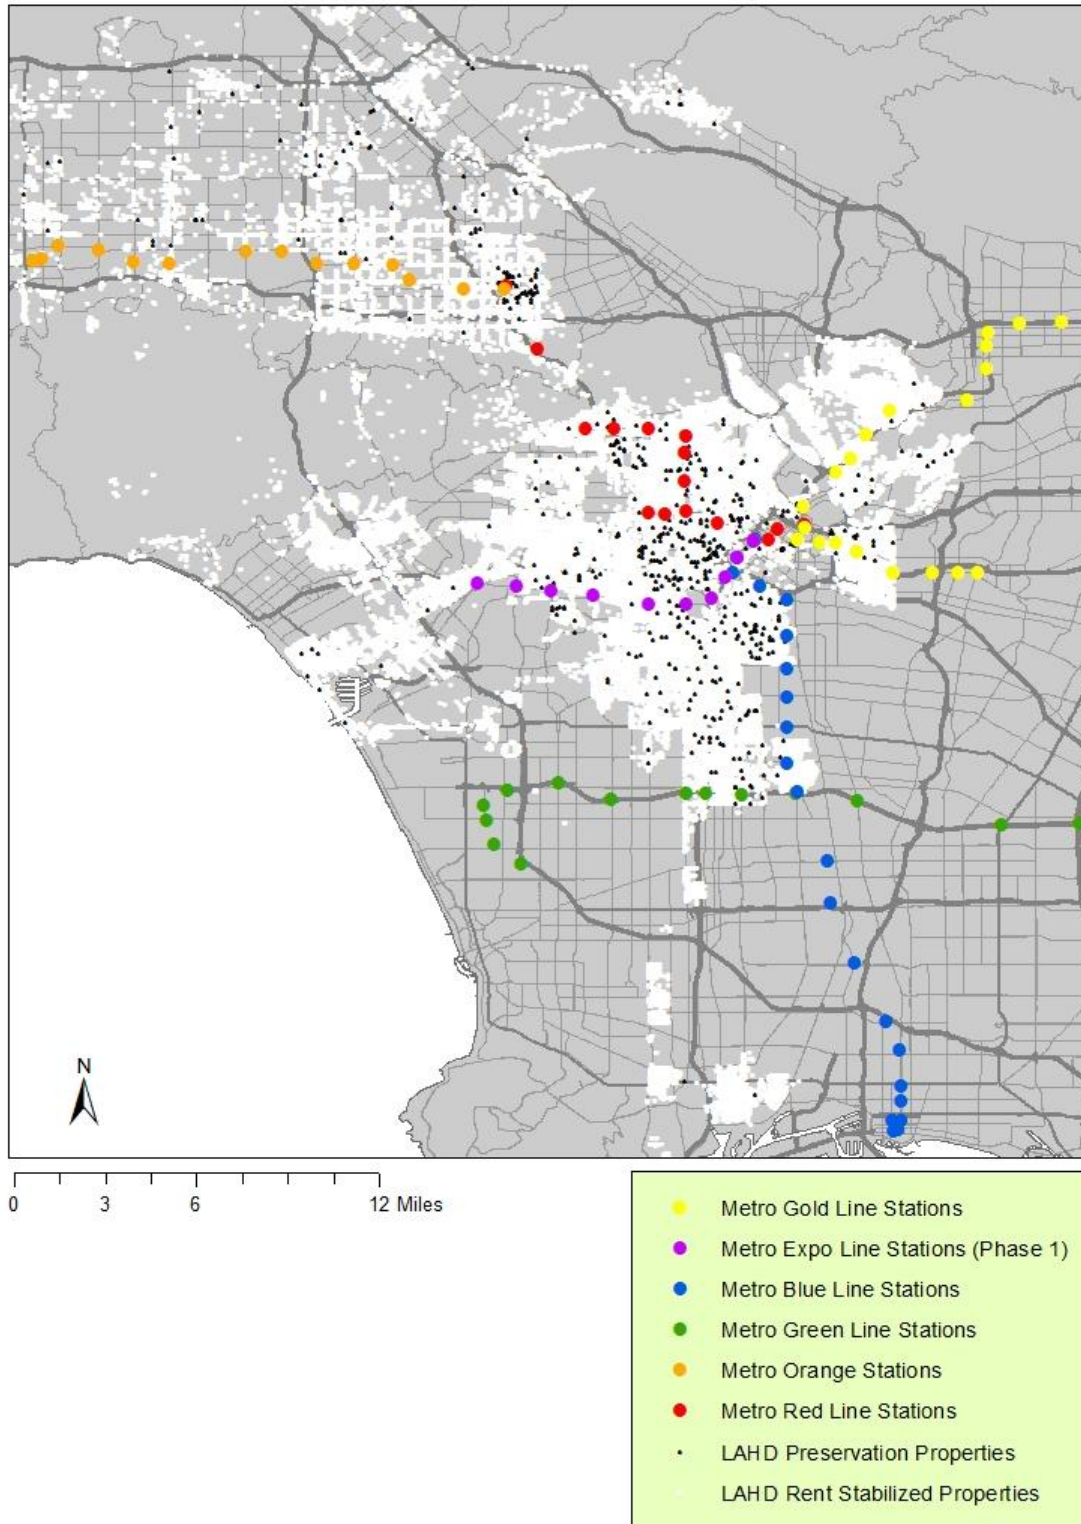 N
0 3 6 12 Miles
Metro Gold Line Stations
Metro Expo Line Stations (Phase 1)
Metro Blue Line Stations
Metro Green Line Stations
Metro Orange Stations
Metro Red Line Stations
LAHD Preservation Properties
LAHD Rent Stabilized Properties